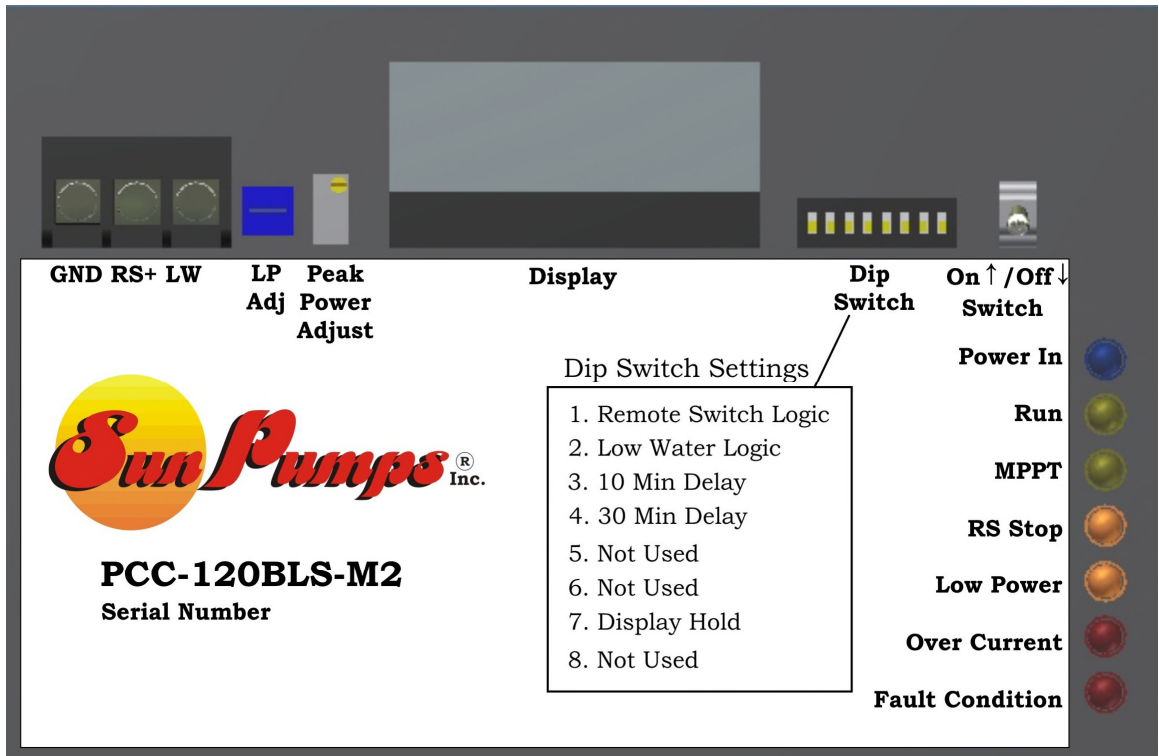 GND RS+ LW
LP Adj
Peak Power Adjust
Display
Dip Switch
On ↑ /Off ↓ Switch
Dip Switch Settings
1. Remote Switch Logic
2. Low Water Logic
3. 10 Min Delay
4. 30 Min Delay
5. Not Used
6. Not Used
7. Display Hold
8. Not Used
Power In
Run
MPPT
RS Stop
Low Power
Over Current
Fault Condition
Sun Pumps ® Inc.
PCC-120BLS-M2
Serial Number